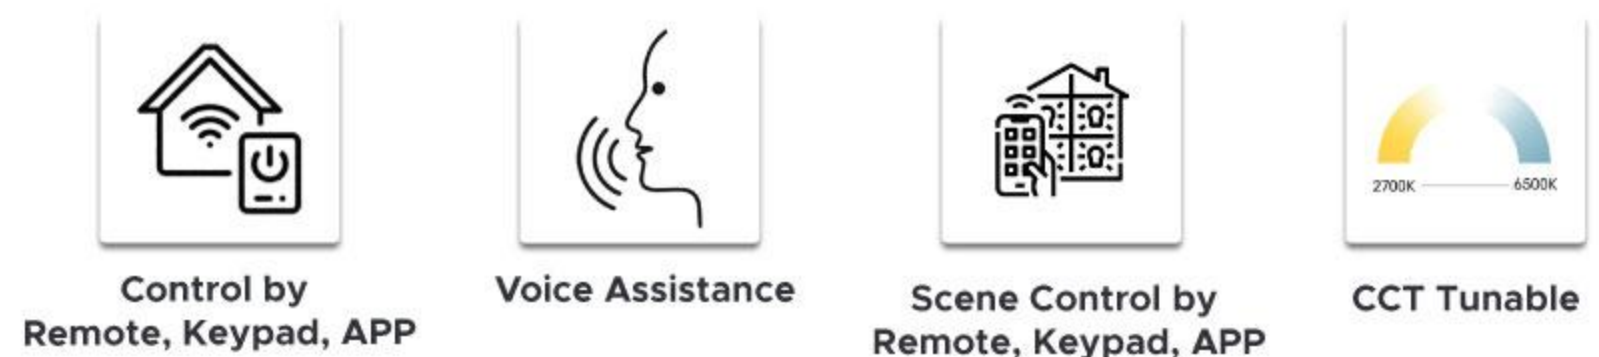 2700K
6500K
Control by
Remote, Keypad, APP
Voice Assistance
Scene Control by
Remote, Keypad, APP
CCT Tunable